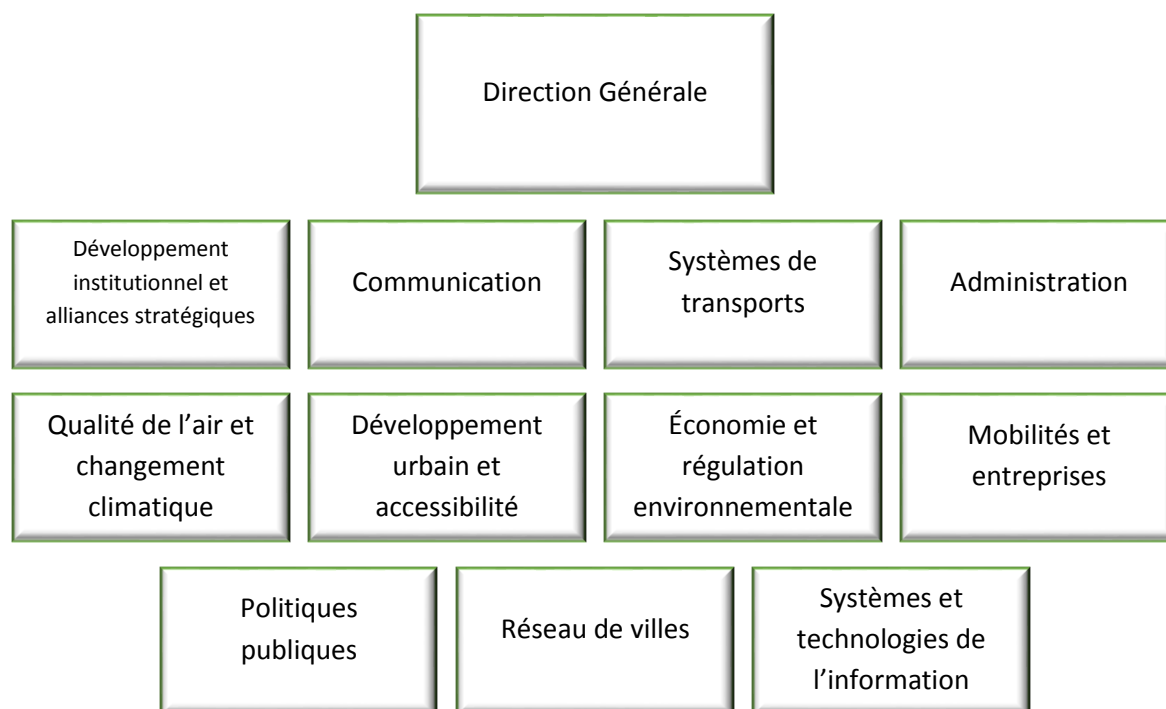 Direction Générale
Développement
institutionnel et
alliances stratégiques
Communication
Systèmes de
transports
Administration
Qualité de l’air et
changement
climatique
Développement
urbain et
accessibilité
Économie et
régulation
environnementale
Mobilités et
entreprises
Politiques
publiques
Réseau de villes
Systèmes et
technologies de
l’information